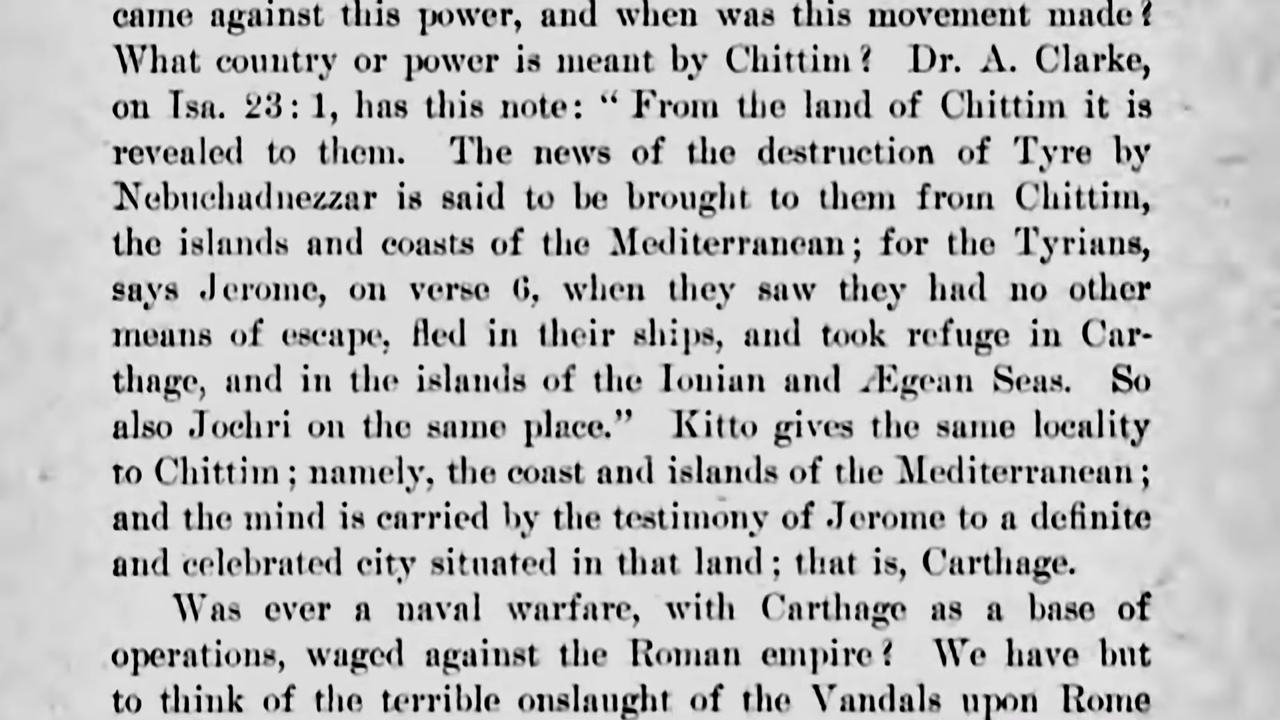 came against this power, and when was this movement made?
What country or power is meant by Chittim? Dr. A. Clarke,
on Isa. 23:1, has this note: “From the land of Chittim it is
revealed to them. The news of the destruction of Tyre by
Nebuchadnezzar is said to be brought to them from Chittim,
the islands and coasts of the Mediterranean; for the Tyrians,
says Jerome, on verse 6, when they saw they had no other
means of escape, fled in their ships, and took refuge in Car-
thage, and in the islands of the Ionian and Ægean Seas. So
also Jochri on the same place.” Kitto gives the same locality
to Chittim; namely, the coast and islands of the Mediterranean;
and the mind is carried by the testimony of Jerome to a definite
and celebrated city situated in that land; that is, Carthage.
Was ever a naval warfare, with Carthage as a base of
operations, waged against the Roman empire? We have but
to think of the terrible onslaught of the Vandals upon Rome